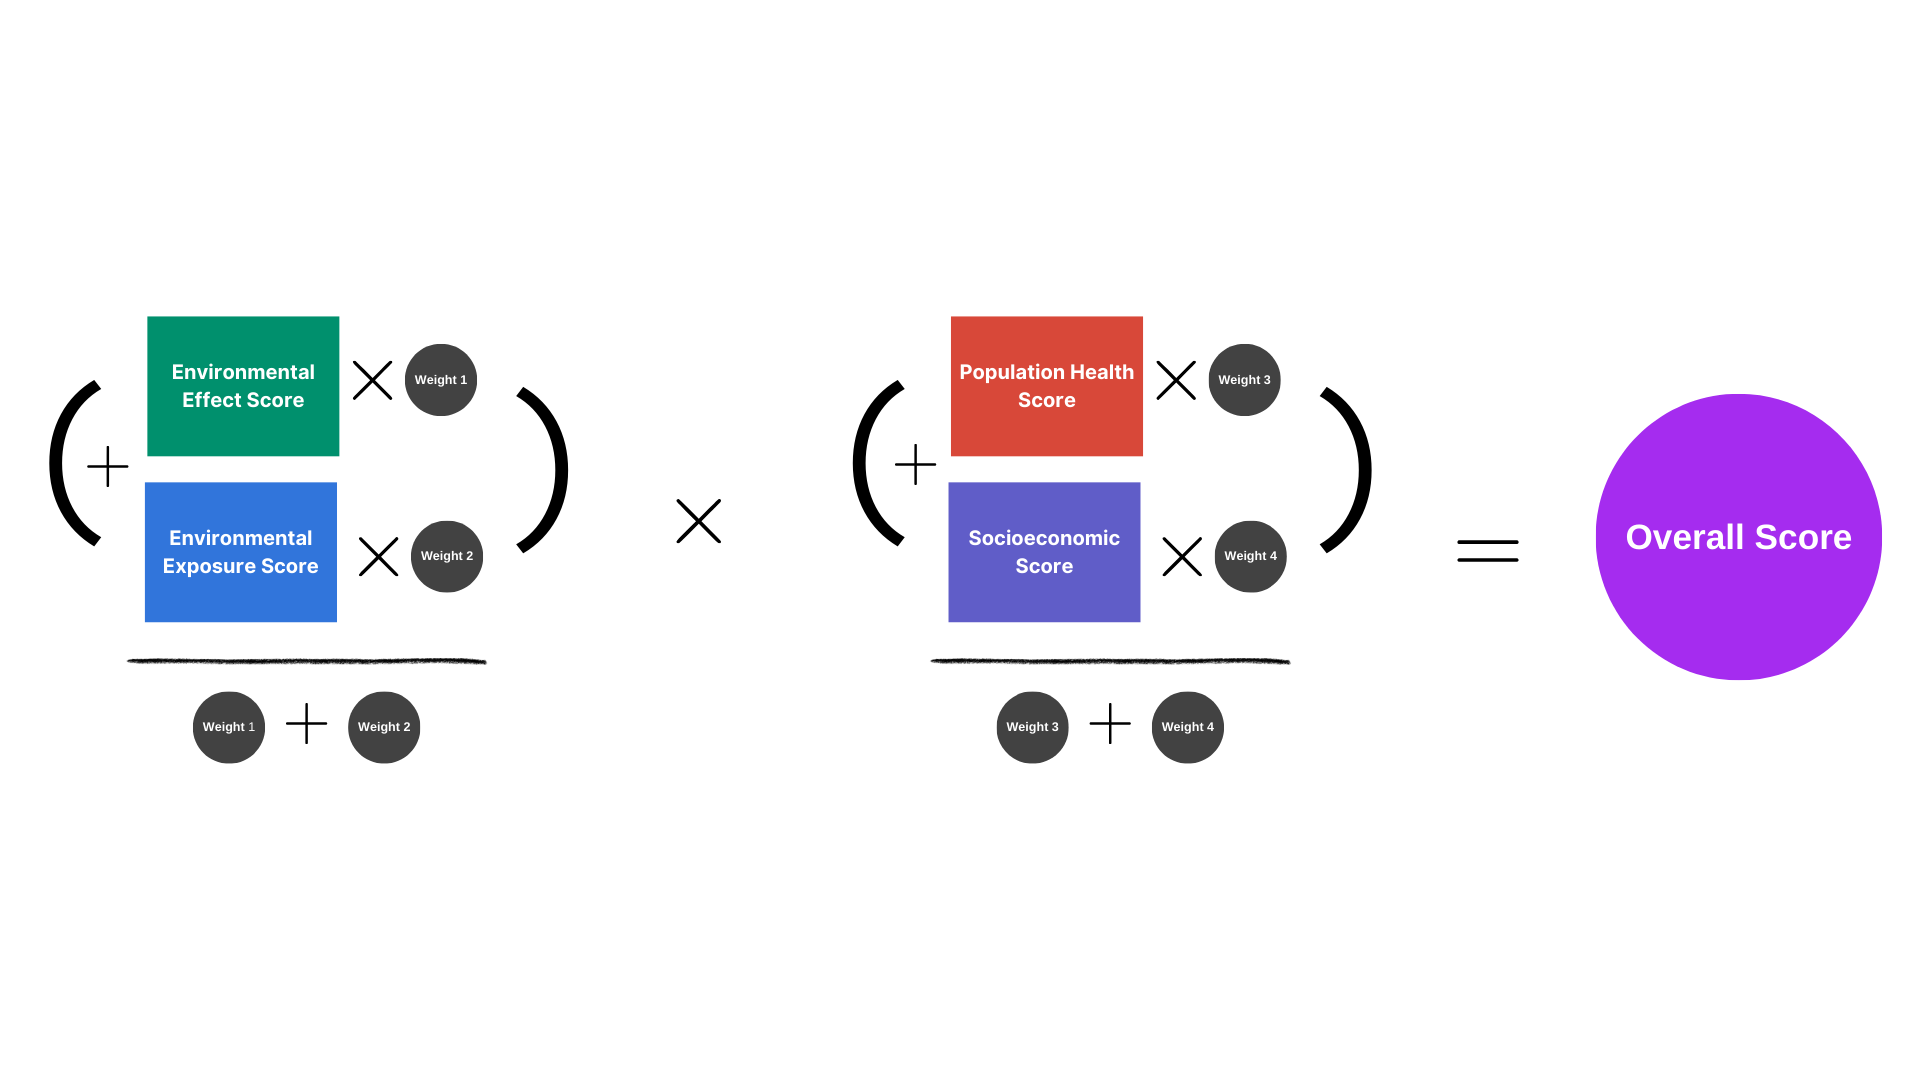 Environmental
Effect Score
Weight 1
Environmental
Exposure Score
Weight 2
Weight 1
Weight 2
Population Health
Score
Weight 3
Socioeconomic
Score
Weight 4
Weight 3
Weight 4
Overall Score